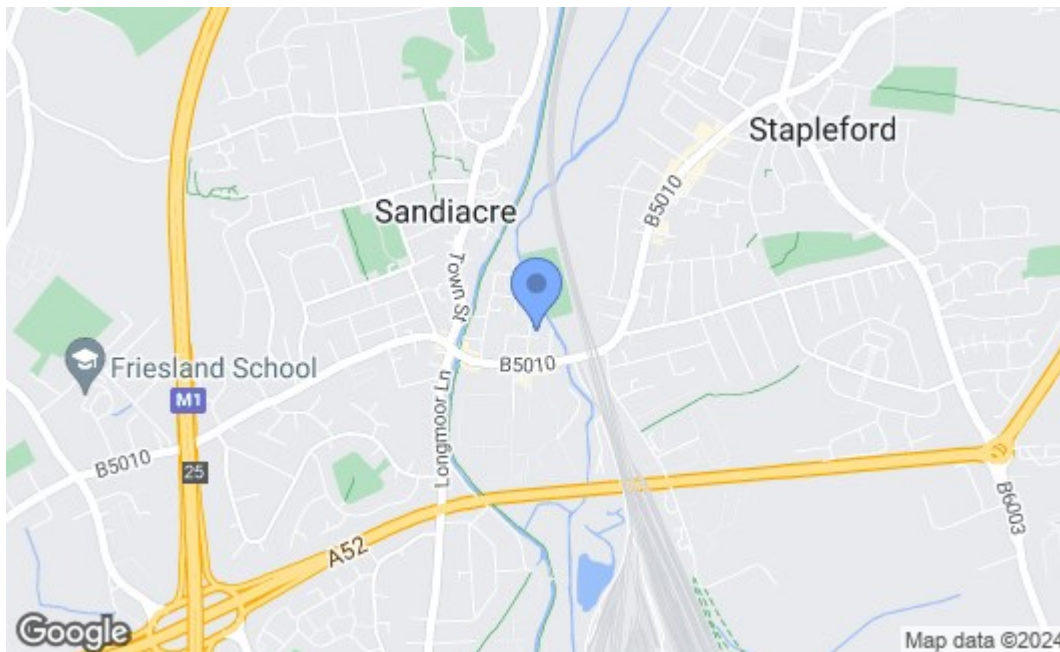 Stapleford
B5010
Sandiacre
Town St
B5010
Friesland School
M1
Longmoor Ln
B5010
25
B6003
A52
Google
Map data ©2024